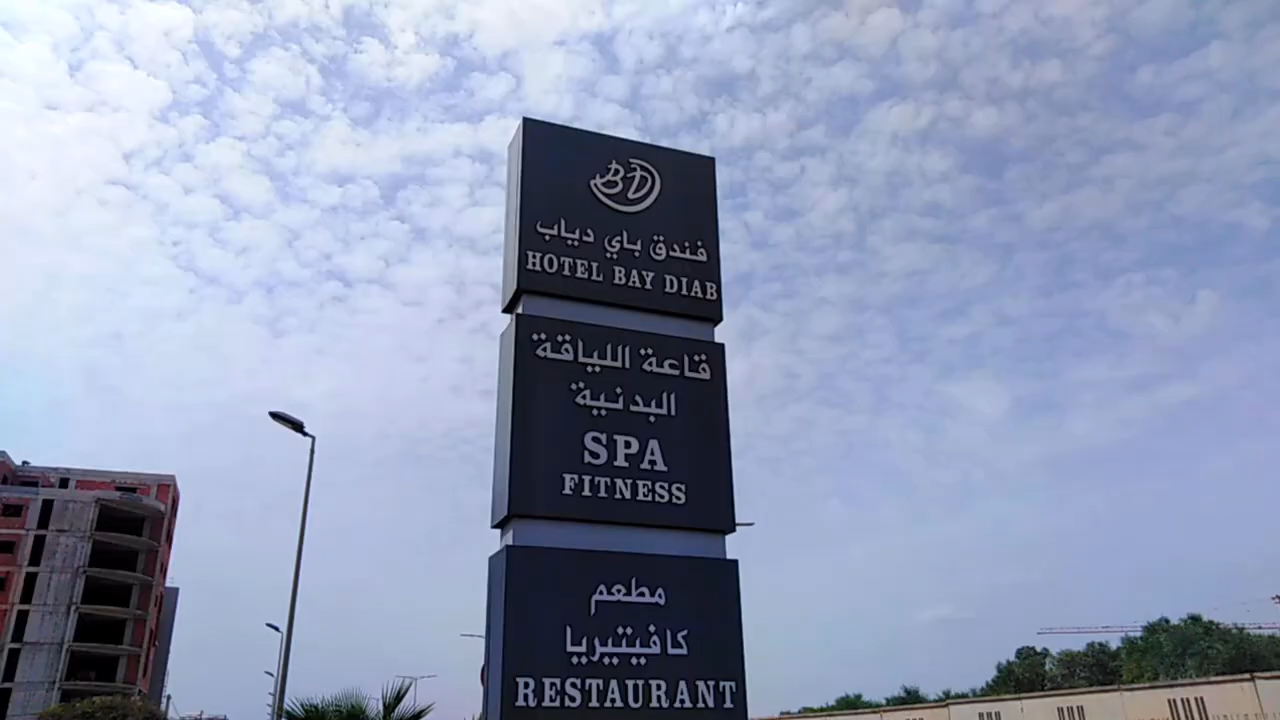 BD
فندق باي دياب
HOTEL BAY DIAB
قاعة اللياقة
البدنية
SPA
FITNESS
مطعم
كافيتيريا
RESTAURANT